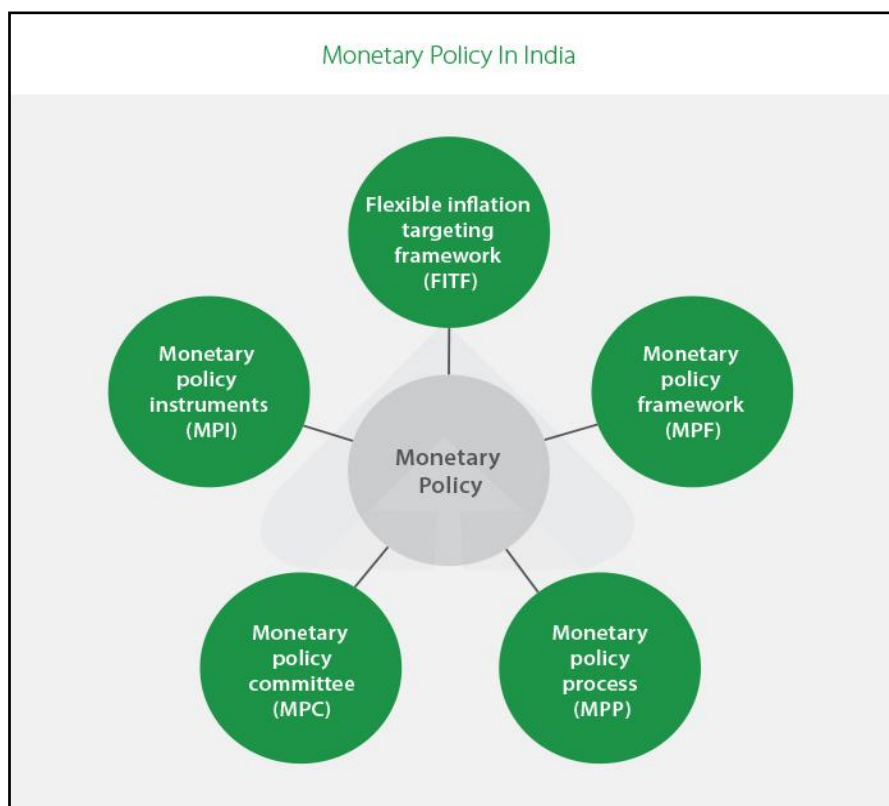 Monetary Policy In India
Flexible inflation
targeting
framework
(FITF)
Monetary
policy
instruments
(MPI)
Monetary
policy
framework
(MPF)
Monetary
Policy
Monetary
policy
committee
(MPC)
Monetary
policy
process
(MPP)